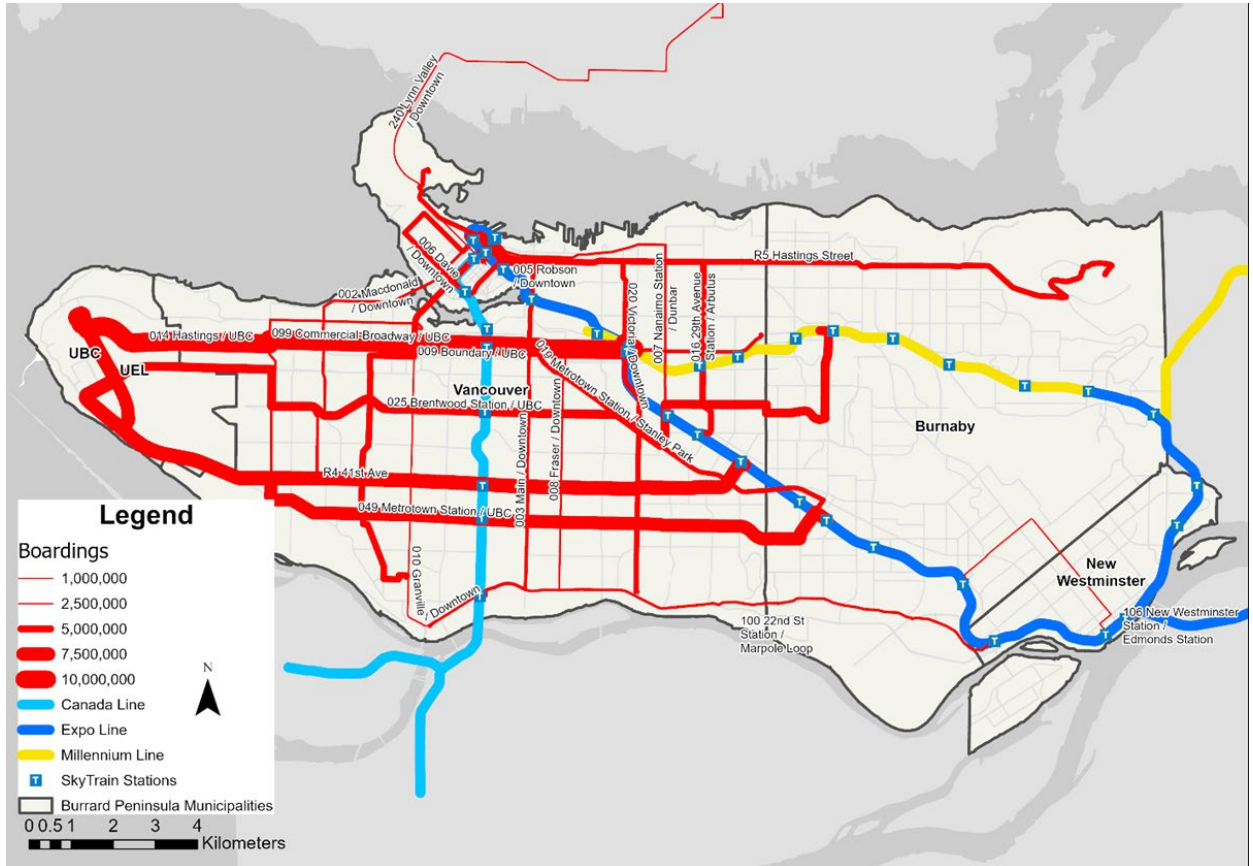 240 Lynn Valley
/ Downtown
006 Davie
/ Downtown
005 Robson
/ Downtown
R5 Hastings Street
002 Macdonald
/ Downtown
020 Victoria / Downtown
007 Nanaimo Station
/ Dunbar
016 29th Avenue
Station / Arbutus
014 Hastings / UBC
099 Commercial-Broadway / UBC
009 Boundary / UBC
019 Metrotown Station / Stanley Park
UBC
UEL
Vancouver
025 Brentwood Station / UBC
Burnaby
003 Main / Downtown
008 Fraser / Downtown
R4 41st Ave
049 Metrotown Station / UBC
010 Granville
/ Downtown
100 22nd St
Station /
Marpole Loop
New
Westminster
106 New Westminster
Station /
Edmonds Station
Legend
Boardings
1,000,000
2,500,000
5,000,000
7,500,000
10,000,000
Canada Line
Expo Line
Millennium Line
T SkyTrain Stations
Burrard Peninsula Municipalities
N
0 0.5 1 2 3 4
Kilometers